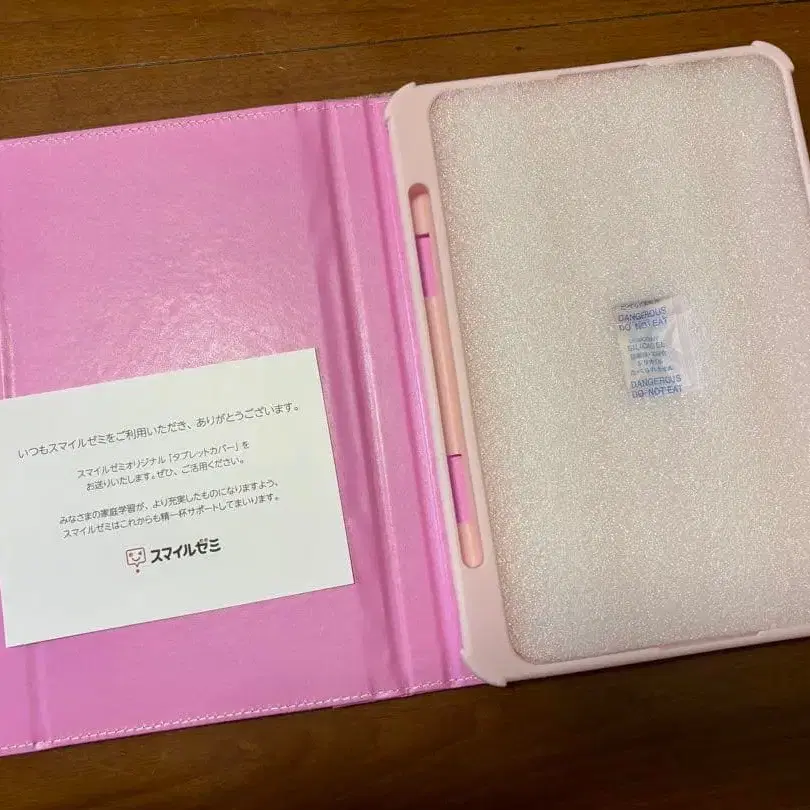 いつもスマイルゼミをご利用いただき、ありがとうございます。
スマイルゼミオリジナル「タブレットカバー」を
お送りいたします。ぜひ、ご活用ください。
みなさまの家庭学習が、より充実したものになりますよう、
スマイルゼミはこれからも精一杯サポートしてまいります。
スマイルゼミ
DANGEROUS
DO NOT EAT
SILICA GEL
DANGEROUS
DO NOT EAT